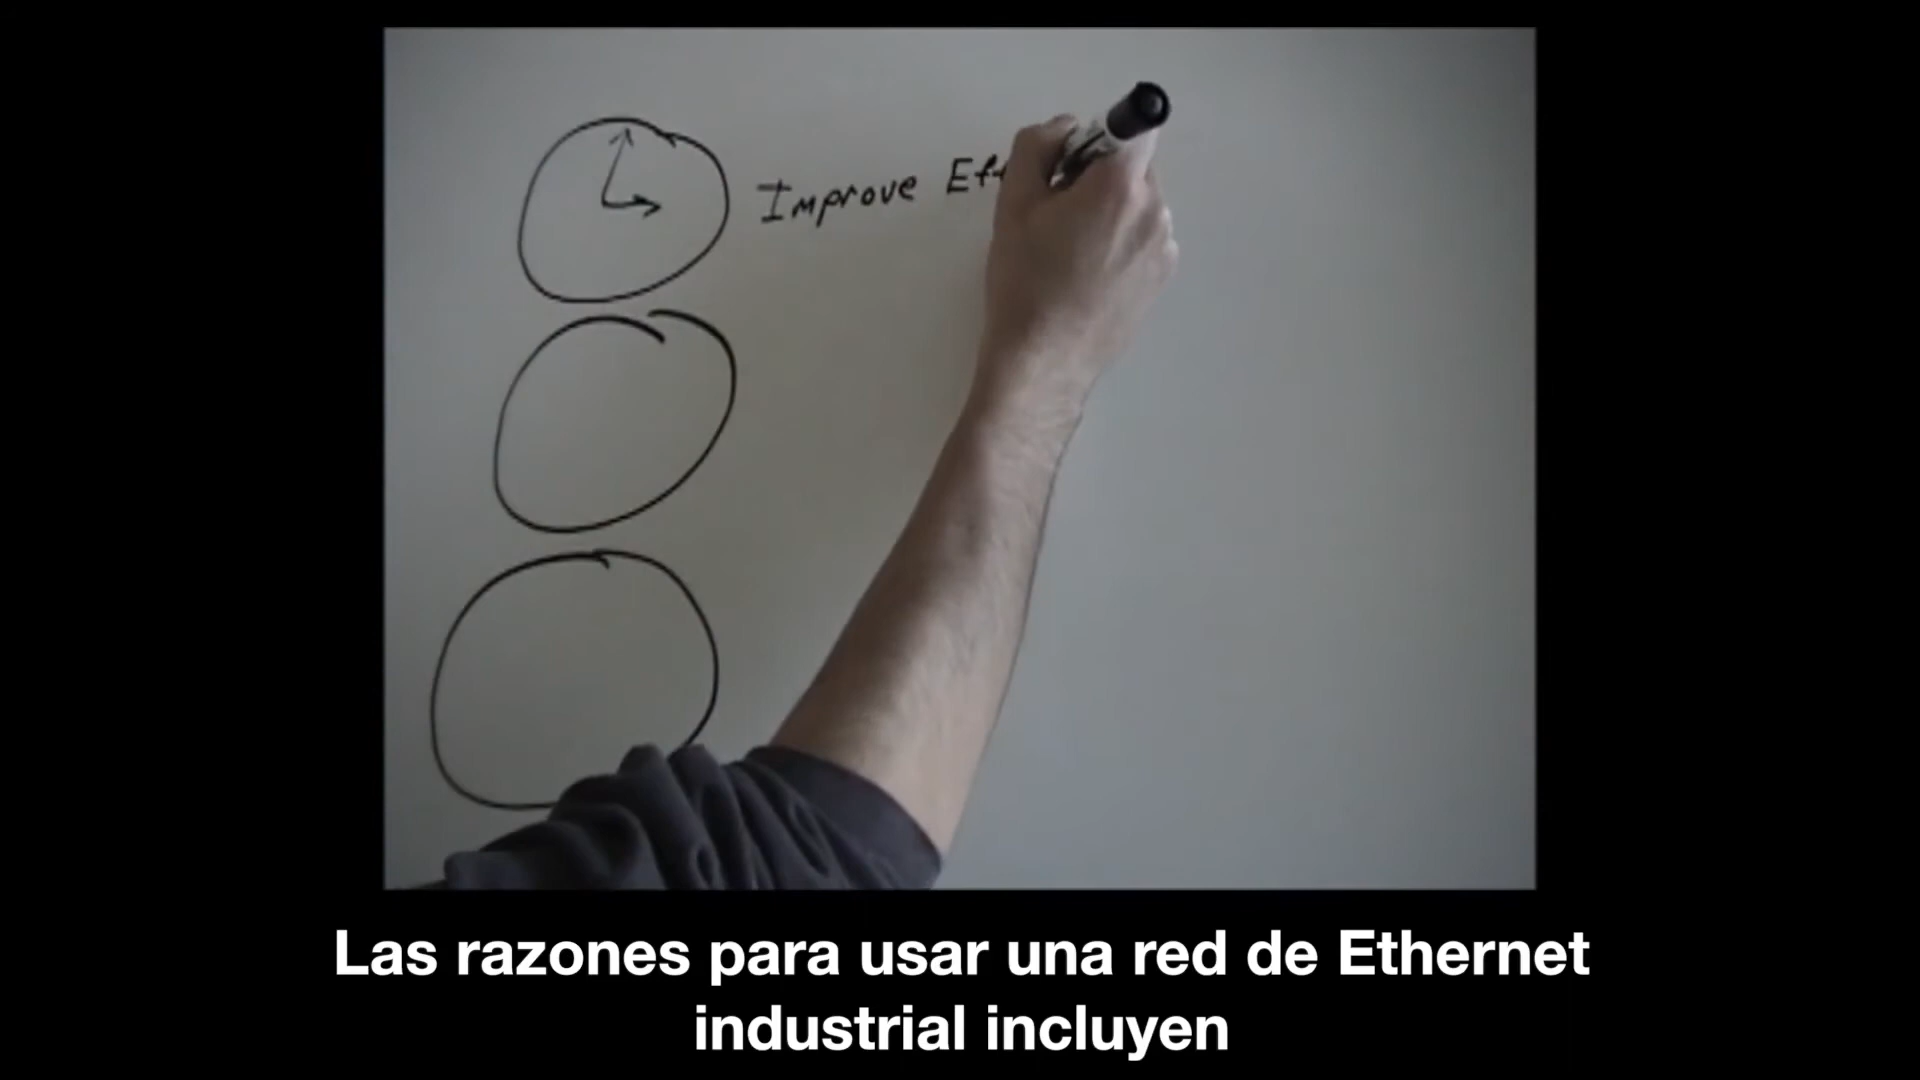 Improve
Las razones para usar una red de Ethernet
industrial incluyen